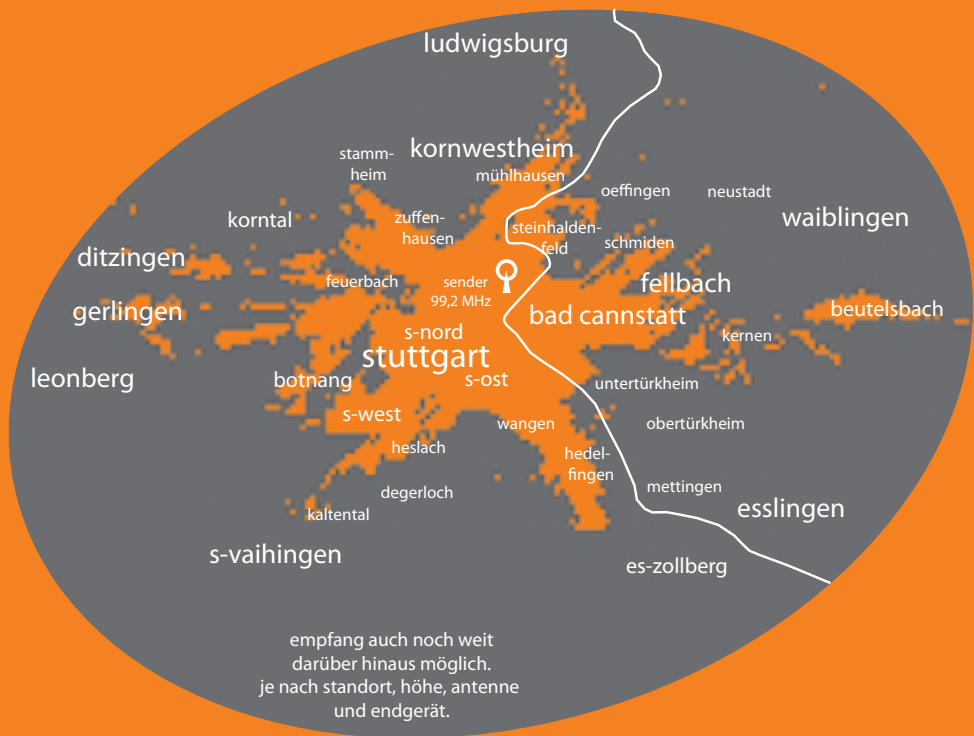 ludwigsburg
kornwestheim
stamm-
heim
mühlhausen
oeffingen
neustadt
korntal
zuffen-
hausen
steinhalden-
feld
waiblingen
schmiden
ditzingen
feuerbach
sender
99,2 MHz
fellbach
gerlingen
bad cannstatt
beutelsbach
s-nord
kernen
stuttgart
leonberg
botnang
s-ost
untertürkheim
s-west
wangen
obertürkheim
heslach
hedel-
fingen
degerloch
mettingen
kaltental
esslingen
s-vaihingen
es-zollberg
empfang auch noch weit
darüber hinaus möglich.
je nach standort, höhe, antenne
und endgerät.